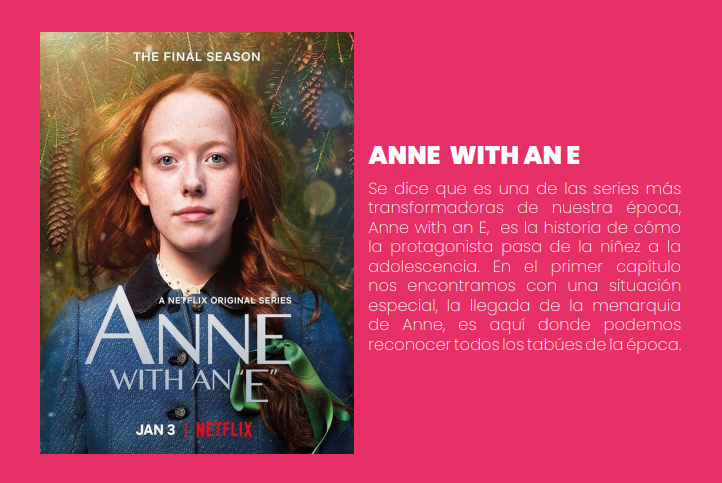 THE FINAL SEASON
A NETFLIX ORIGINAL SERIES
ANNE
WITH AN "E"
JAN 3 | NETFLIX
ANNE WITH AN E
Se dice que es una de las series más
transformadoras de nuestra época,
Anne with an E, es la historia de cómo
la protagonista pasa de la niñez a la
adolescencia. En el primer capítulo
nos encontramos con una situación
especial, la llegada de la menarquia
de Anne, es aquí donde podemos
reconocer todos los tabúes de la época.